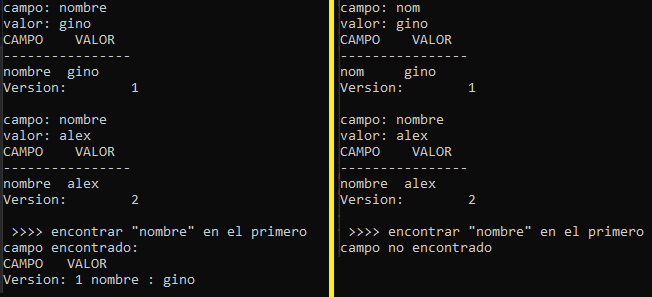 campo: nombre
valor: gino
CAMPO    VALOR
----------------
nombre  gino
Version:        1
campo: nombre
valor: alex
CAMPO    VALOR
----------------
nombre  alex
Version:        2
 >>>> encontrar "nombre" en el primero
campo encontrado:
CAMPO   VALOR
Version: 1 nombre : gino
campo: nom
valor: gino
CAMPO    VALOR
----------------
nom     gino
Version:        1
campo: nombre
valor: alex
CAMPO    VALOR
----------------
nombre  alex
Version:        2
 >>>> encontrar "nombre" en el primero
campo no encontrado